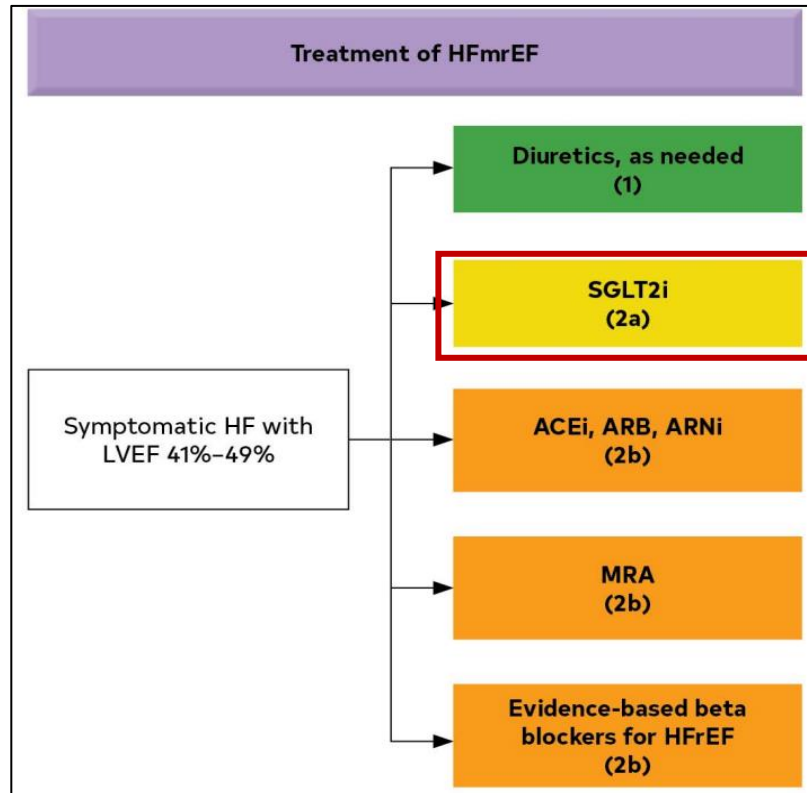 Treatment of HFmrEF
Diuretics, as needed
(1)
SGLT2i
(2a)
Symptomatic HF with
LVEF 41%–49%
ACEi, ARB, ARNi
(2b)
MRA
(2b)
Evidence-based beta
blockers for HFrEF
(2b)